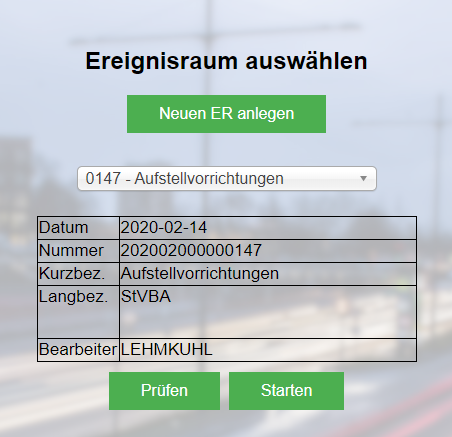 Ereignisraum auswählen
Neuen ER anlegen
0147 - Aufstellvorrichtungen
Datum 2020-02-14
Nummer 202002000000147
Kurzbez. Aufstellvorrichtungen
Langbez. StVBA
Bearbeiter LEHMKUHL
Prüfen Starten